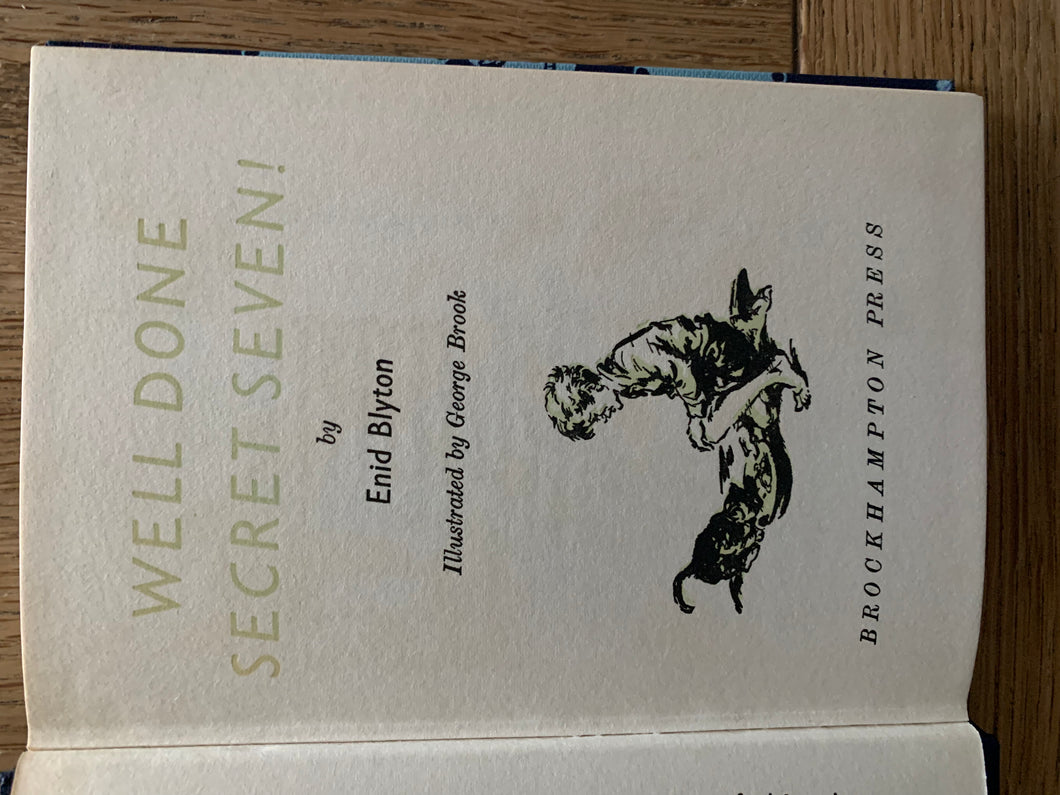 WELL DONE
SECRET SEVEN!
by
Enid Blyton
Illustrated by George Brook
BROCKHAMPTON PRESS